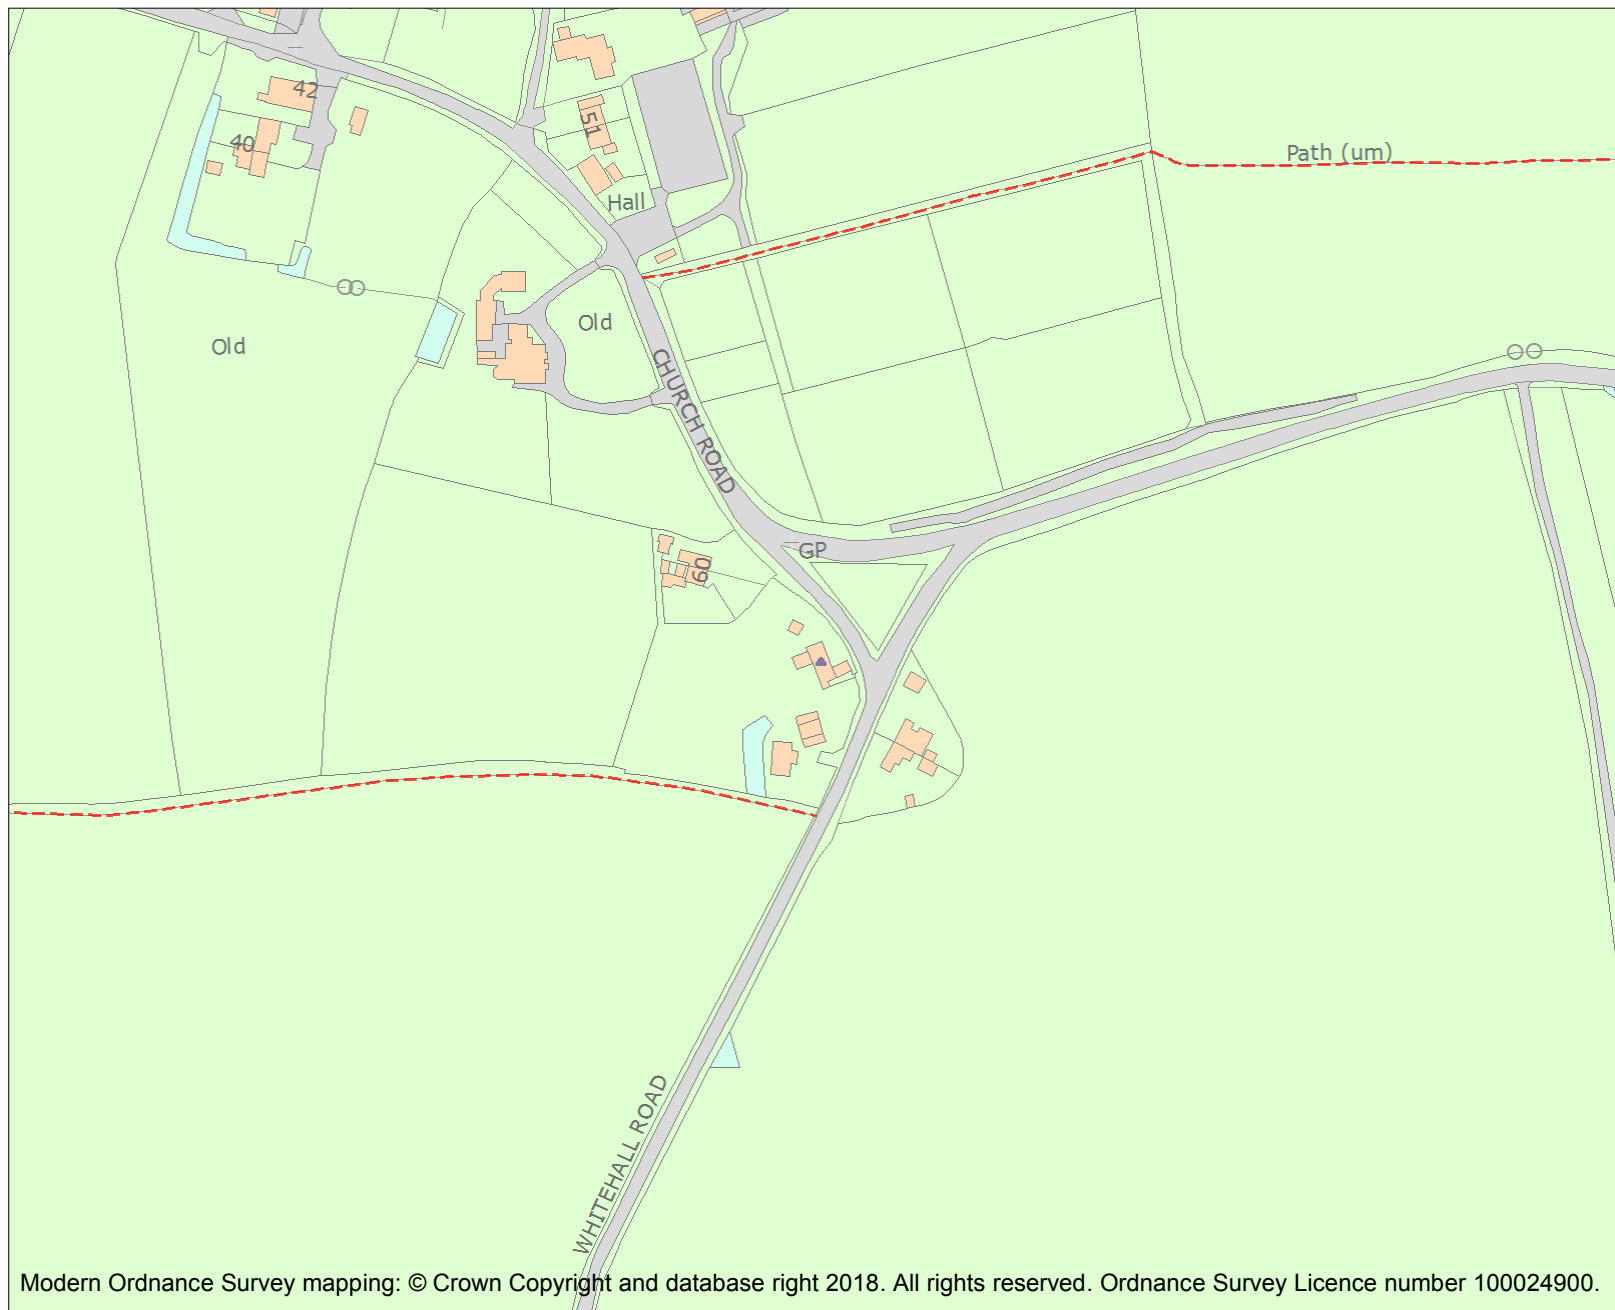 42
51
40
Path (um)
Hall
Old
Old
CHURCH ROAD
GP
60
WHITEHALL ROAD
Modern Ordnance Survey mapping: © Crown Copyright and database right 2018. All rights reserved. Ordnance Survey Licence number 100024900.